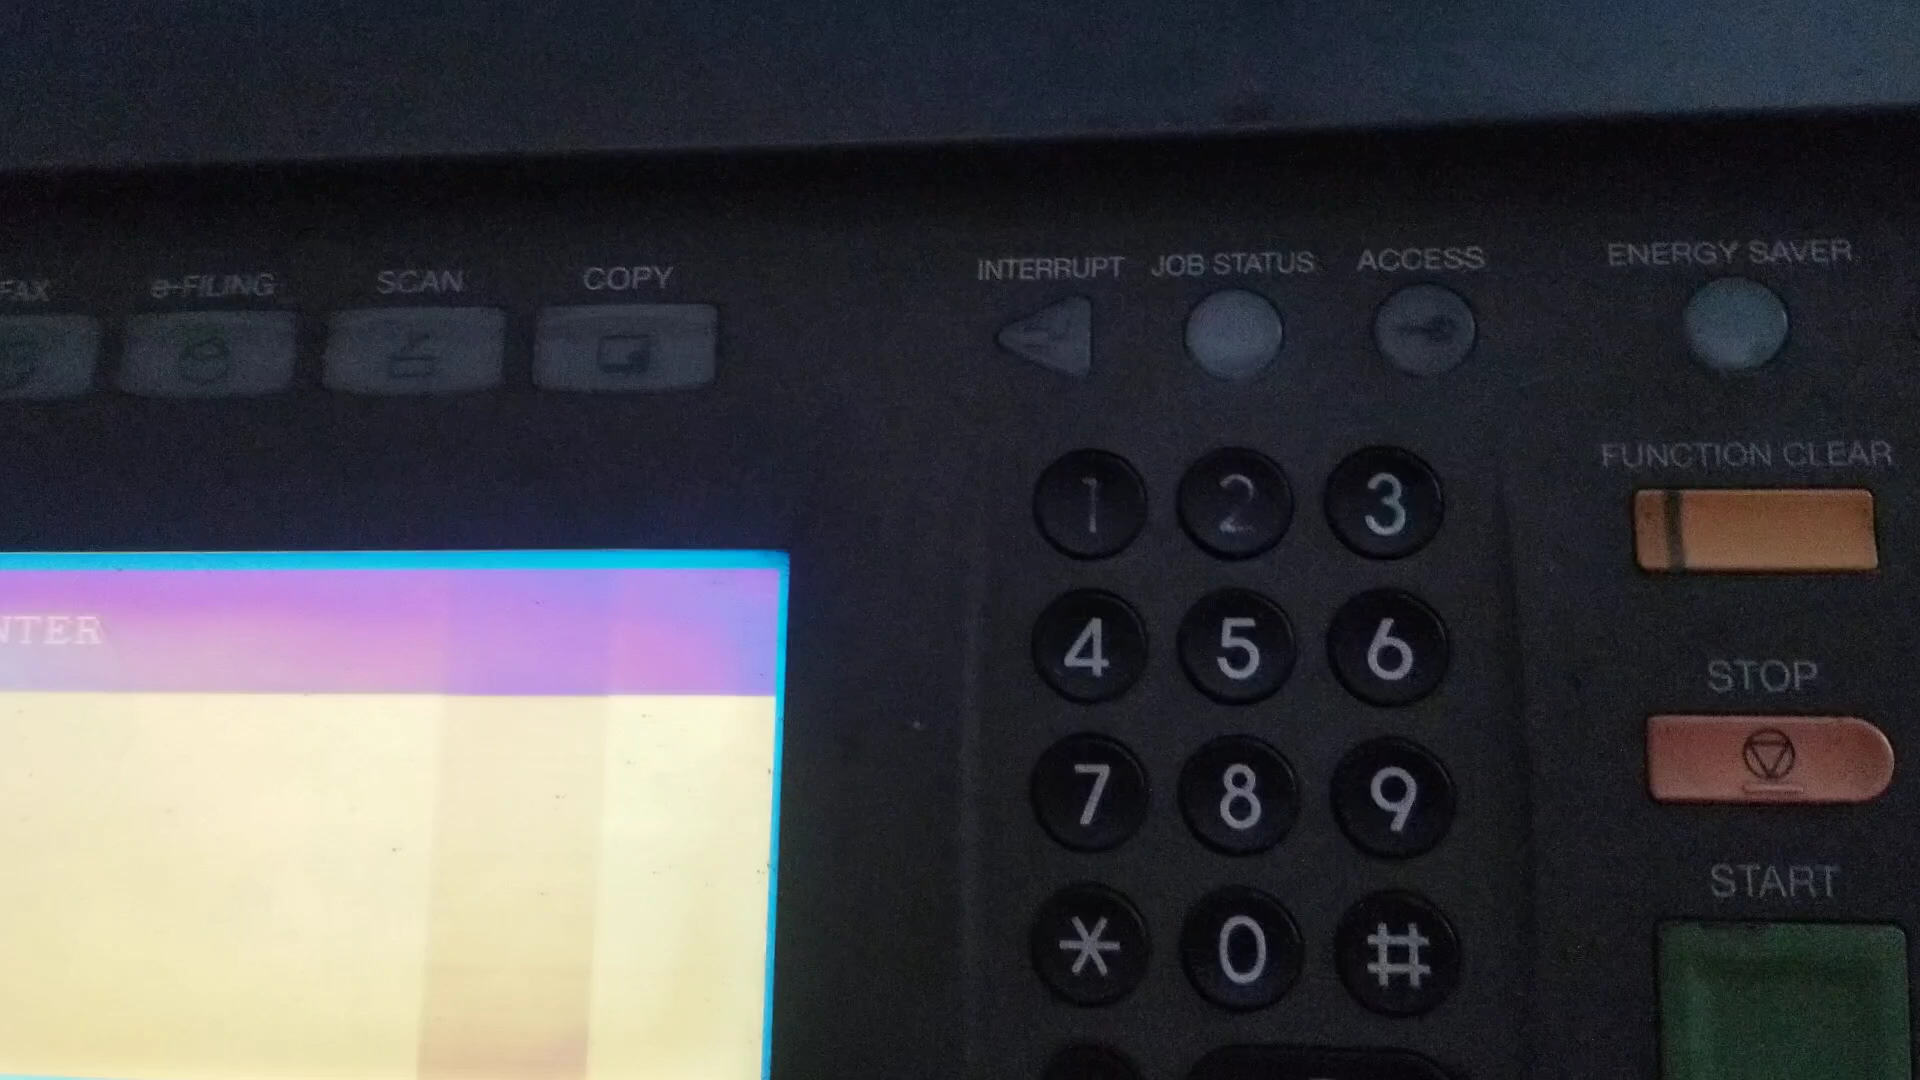 FAX e-FILING SCAN COPY INTERRUPT JOB STATUS ACCESS ENERGY SAVER
1 2 3 FUNCTION CLEAR
NTER
4 5 6 STOP
7 8 9
START
* 0 #